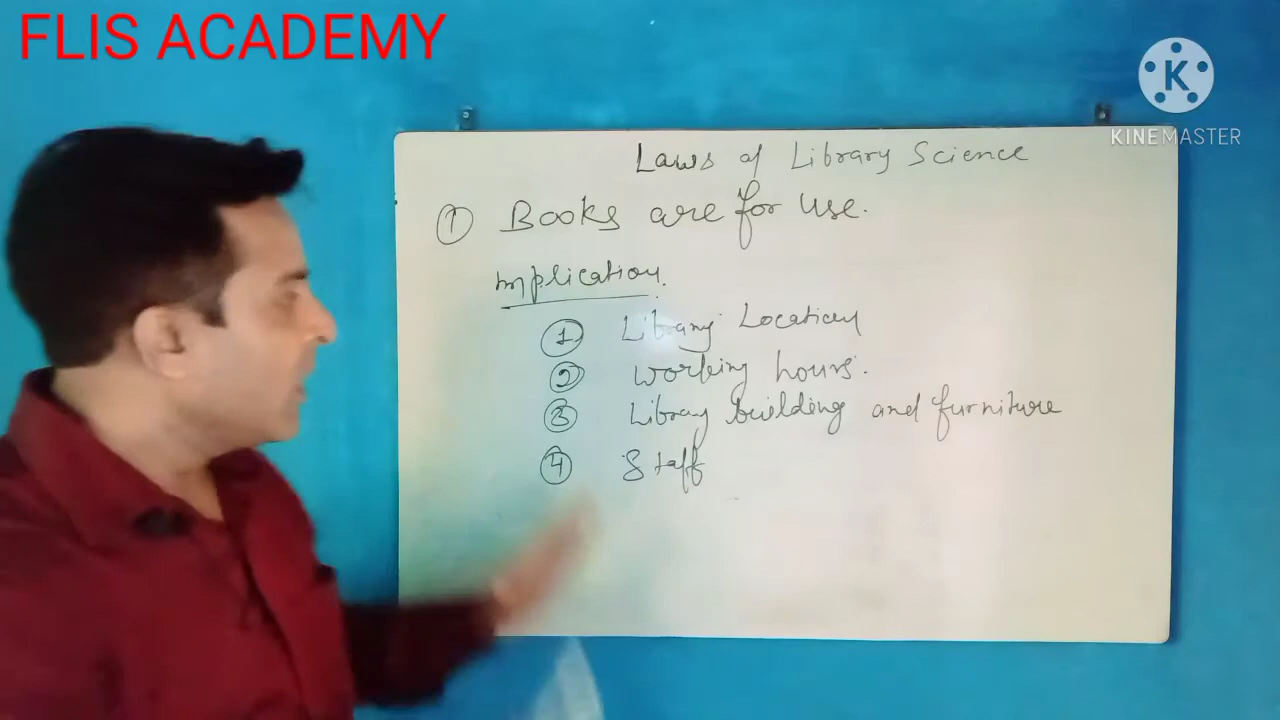 FLIS ACADEMY
K
KINEMASTER
Laws of Library Science
① Books are for use.
Implication.
① Library Location
② Working hours.
③ Library building and furniture
④ Staff